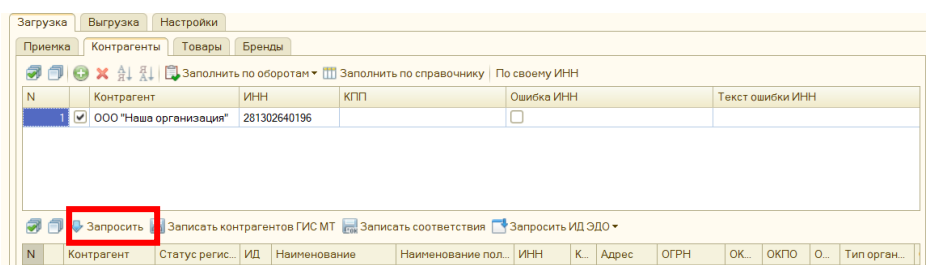 Загрузка Выгрузка Настройки
Приемка Контрагенты Товары Бренды
Заполнить по оборотам Заполнить по справочнику По своему ИНН
N Контрагент ИНН КПП Ошибка ИНН Текст ошибки ИНН
1 ООО "Наша организация" 281302640196
Запросить Записать контрагентов ГИС МТ Записать соответствия Запросить ИД ЭДО
N Контрагент Статус регис... ИД Наименование Наименование пол... ИНН К... Адрес ОГРН ОК... ОКПО О... Тип орган...